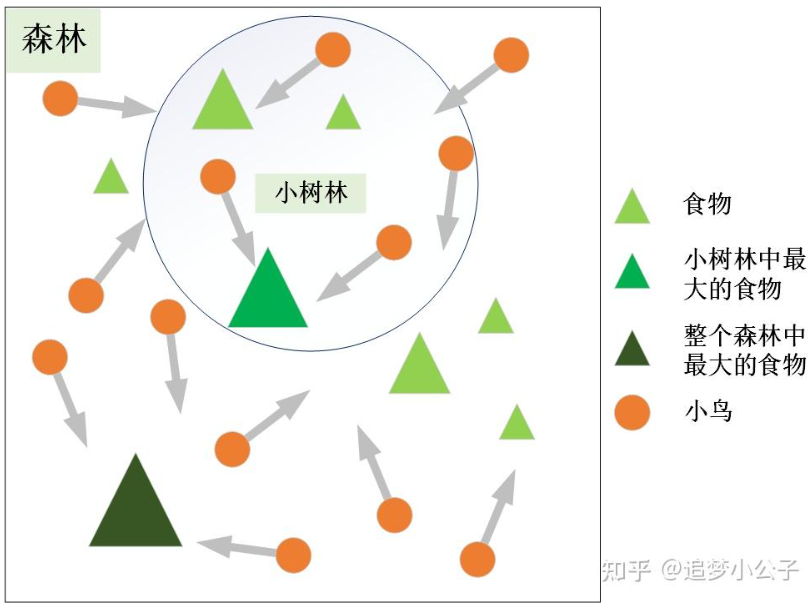 森林
小树林
食物
小树林中最
大的食物
整个森林中
最大的食物
小鸟
知乎 @追梦小公子